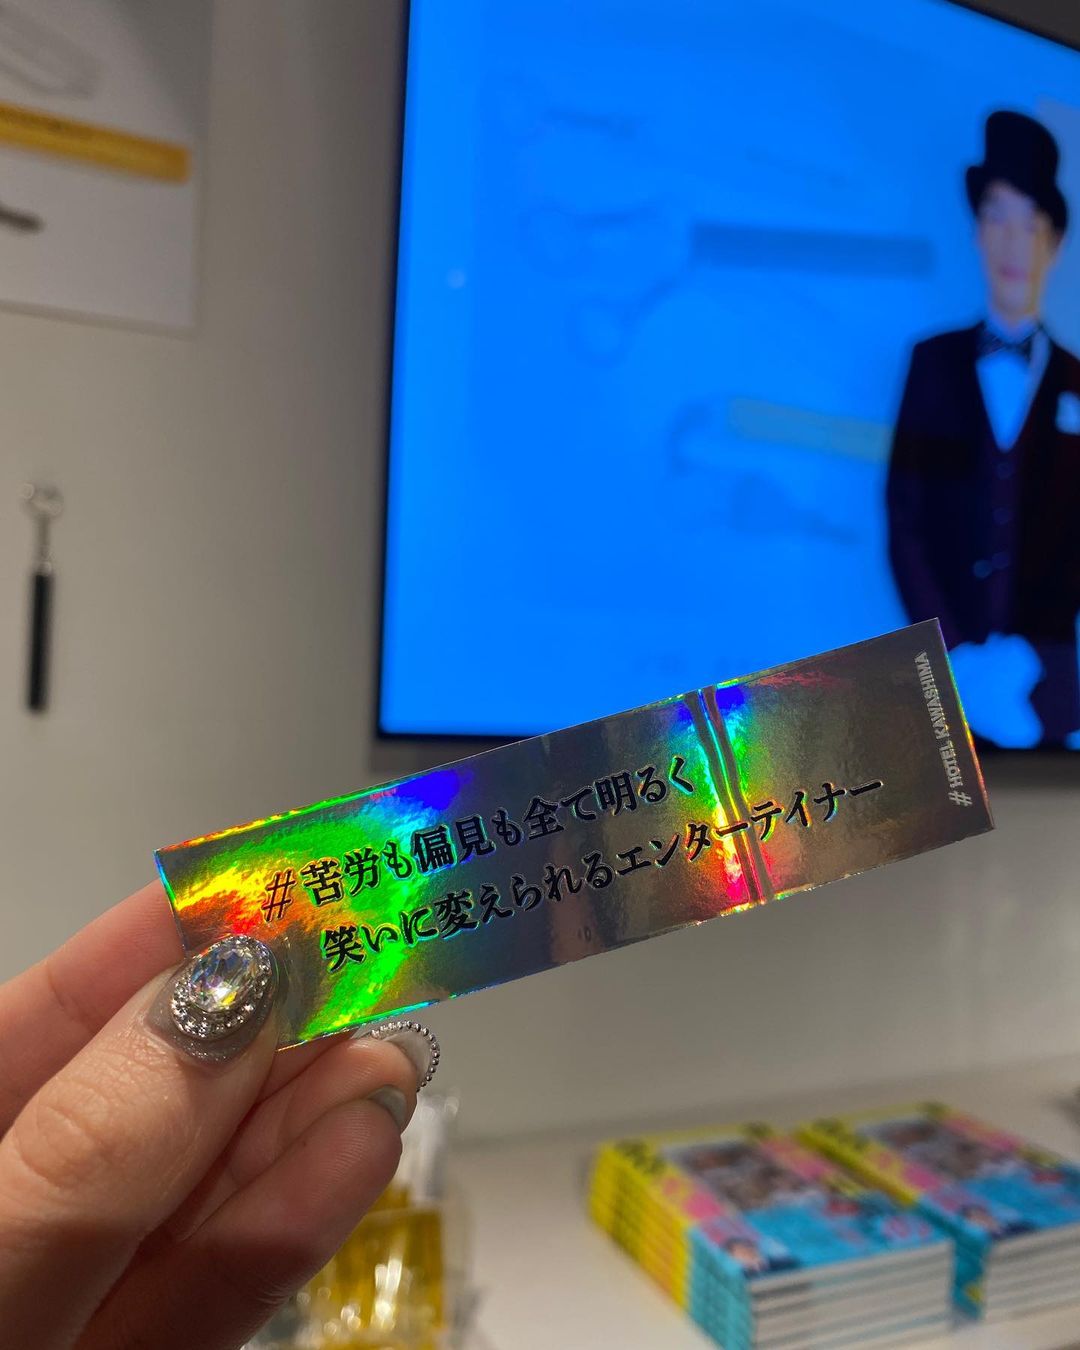 #苦労も偏見も全て明るく
笑いに変えられるエンターテイナー
# HOTEL KAWASHIMA